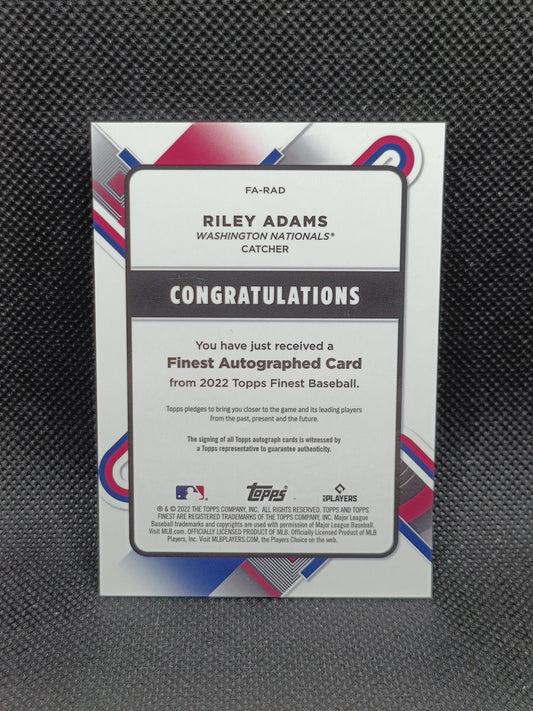 FA-RAD
RILEY ADAMS
WASHINGTON NATIONALS®
CATCHER
CONGRATULATIONS
You have just received a
Finest Autographed Card
from 2022 Topps Finest Baseball.
Topps pledges to bring you closer to the game and its leading players
from the past, present and the future.
The signing of all Topps autograph cards is witnessed by
a Topps representative to guarantee authenticity.
topps
PLAYERS
® & © 2022 THE TOPPS COMPANY, INC. ALL RIGHTS RESERVED. TOPPS AND TOPPS
FINEST ARE REGISTERED TRADEMARKS OF THE TOPPS COMPANY, INC. Major League
Baseball trademarks and copyrights are used with permission of Major League Baseball.
Visit MLB.com. OFFICIALLY LICENSED PRODUCT OF MLB. Officially Licensed Product of MLB
Players, Inc. Visit MLBPLAYERS.COM, the Players Choice on the web.